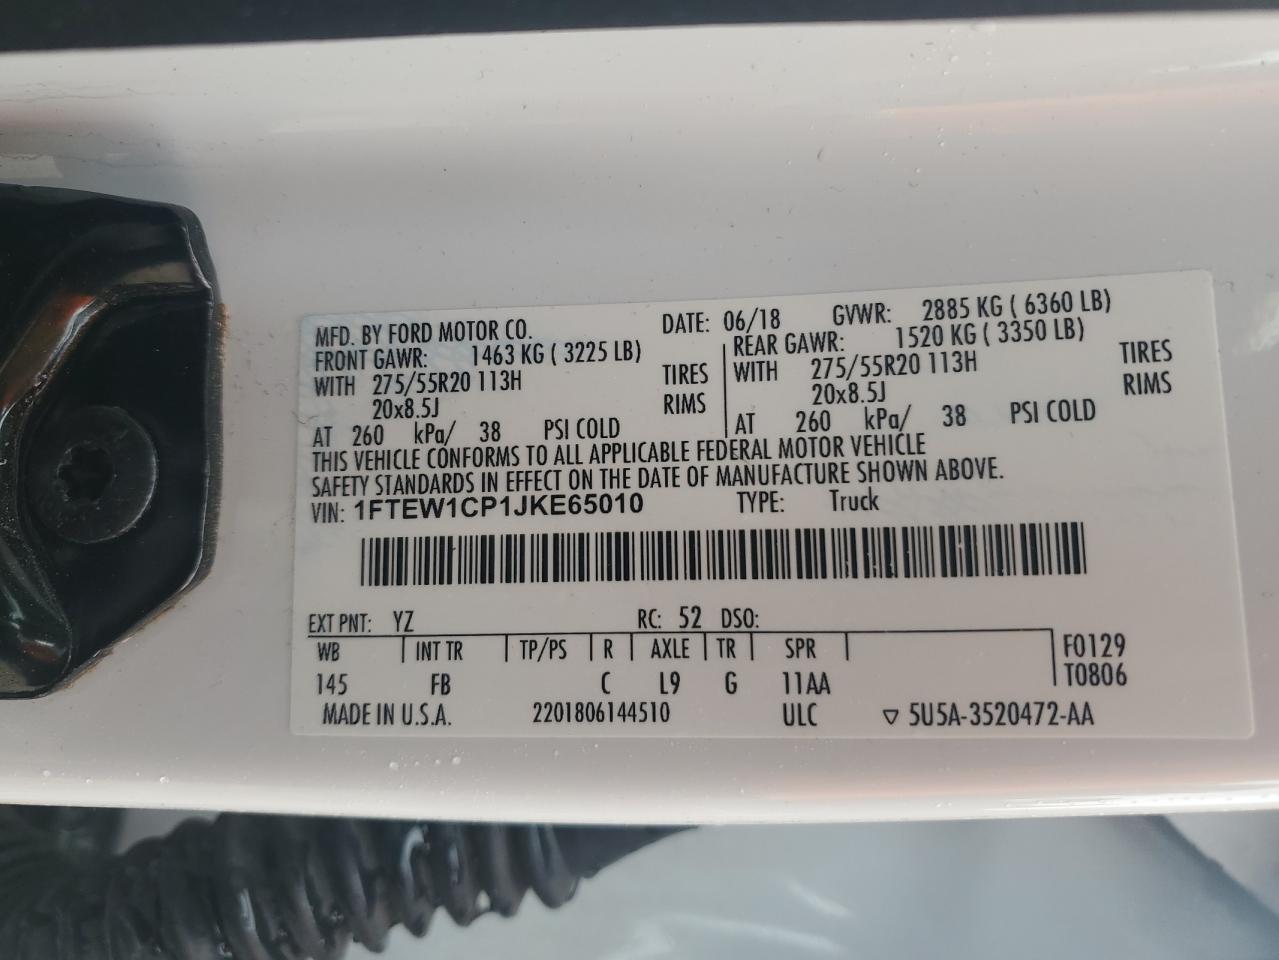 MFD. BY FORD MOTOR CO. DATE: 06/18 GVWR: 2885 KG ( 6360 LB)
FRONT GAWR: 1463 KG ( 3225 LB) REAR GAWR: 1520 KG ( 3350 LB)
WITH 275/55R20 113H TIRES WITH 275/55R20 113H TIRES
20x8.5J RIMS 20x8.5J RIMS
AT 260 kPa/ 38 PSI COLD AT 260 kPa/ 38 PSI COLD
THIS VEHICLE CONFORMS TO ALL APPLICABLE FEDERAL MOTOR VEHICLE
SAFETY STANDARDS IN EFFECT ON THE DATE OF MANUFACTURE SHOWN ABOVE.
VIN: 1FTEW1CP1JKE65010 TYPE: Truck
EXT PNT: YZ RC: 52 DSO:
WB INT TR TP/PS R AXLE TR SPR F0129
145 FB C L9 G 11AA T0806
MADE IN U.S.A. 2201806144510 ULC ▽ 5U5A-3520472-AA